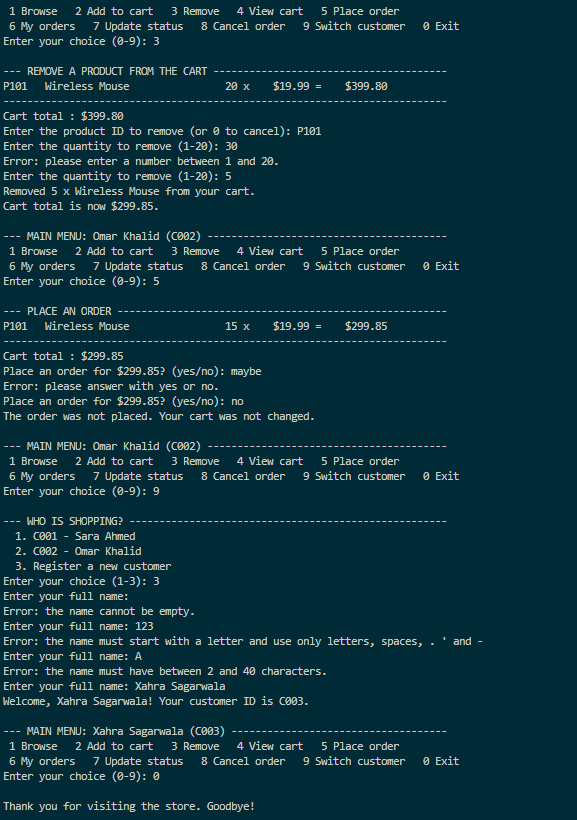 1 Browse   2 Add to cart   3 Remove   4 View cart   5 Place order
6 My orders   7 Update status   8 Cancel order   9 Switch customer   0 Exit
Enter your choice (0-9): 3

--- REMOVE A PRODUCT FROM THE CART ---------------------------------------
P101   Wireless Mouse                20 x    $19.99 =    $399.80
--------------------------------------------------------------------------
Cart total : $399.80
Enter the product ID to remove (or 0 to cancel): P101
Enter the quantity to remove (1-20): 30
Error: please enter a number between 1 and 20.
Enter the quantity to remove (1-20): 5
Removed 5 x Wireless Mouse from your cart.
Cart total is now $299.85.

--- MAIN MENU: Omar Khalid (C002) ----------------------------------------
1 Browse   2 Add to cart   3 Remove   4 View cart   5 Place order
6 My orders   7 Update status   8 Cancel order   9 Switch customer   0 Exit
Enter your choice (0-9): 5

--- PLACE AN ORDER -------------------------------------------------------
P101   Wireless Mouse                15 x    $19.99 =    $299.85
--------------------------------------------------------------------------
Cart total : $299.85
Place an order for $299.85? (yes/no): maybe
Error: please answer with yes or no.
Place an order for $299.85? (yes/no): no
The order was not placed. Your cart was not changed.

--- MAIN MENU: Omar Khalid (C002) ----------------------------------------
1 Browse   2 Add to cart   3 Remove   4 View cart   5 Place order
6 My orders   7 Update status   8 Cancel order   9 Switch customer   0 Exit
Enter your choice (0-9): 9

--- WHO IS SHOPPING? -----------------------------------------------------
1. C001 - Sara Ahmed
2. C002 - Omar Khalid
3. Register a new customer
Enter your choice (1-3): 3
Enter your full name:
Error: the name cannot be empty.
Enter your full name: 123
Error: the name must start with a letter and use only letters, spaces, . ' and -
Enter your full name: A
Error: the name must have between 2 and 40 characters.
Enter your full name: Xahra Sagarwala
Welcome, Xahra Sagarwala! Your customer ID is C003.

--- MAIN MENU: Xahra Sagarwala (C003) ------------------------------------
1 Browse   2 Add to cart   3 Remove   4 View cart   5 Place order
6 My orders   7 Update status   8 Cancel order   9 Switch customer   0 Exit
Enter your choice (0-9): 0

Thank you for visiting the store. Goodbye!